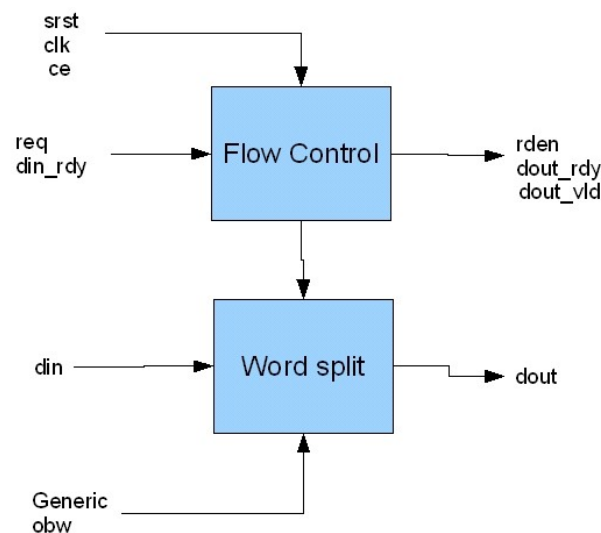 srst
clk
ce
req
din_rdy
Flow Control
rden
dout_rdy
dout_vld
din
Word split
dout
Generic
obw